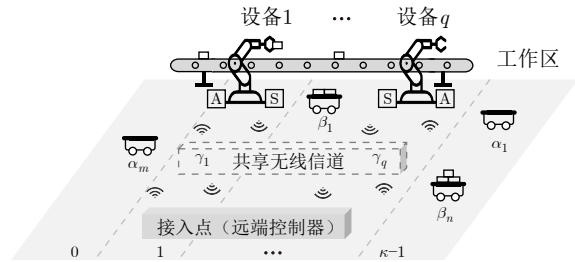 设备1 … 设备q
工作区
A S S A
β₁
αₘ α₁
γ₁ 共享无线信道 γ_q
βₙ
接入点（远端控制器）
0 1 … κ−1